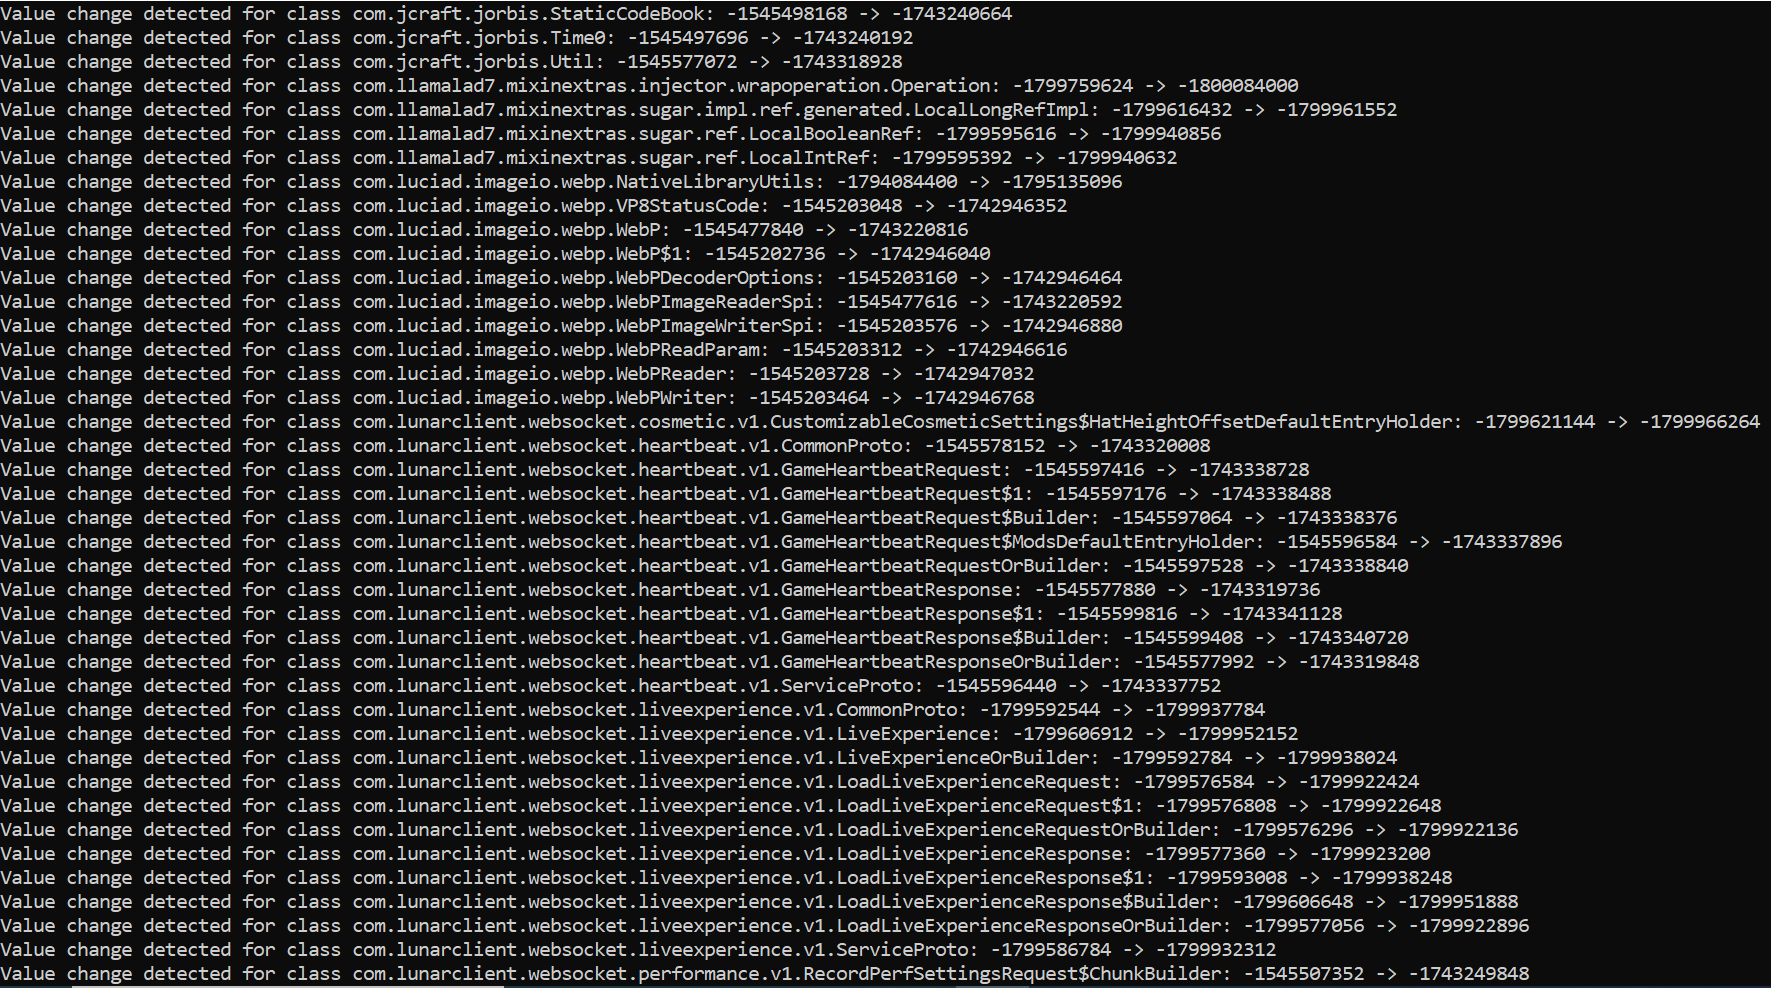 Value change detected for class com.jcraft.jorbis.StaticCodeBook: -1545498168 -> -1743240664
Value change detected for class com.jcraft.jorbis.Time0: -1545497696 -> -1743240192
Value change detected for class com.jcraft.jorbis.Util: -1545577072 -> -1743318928
Value change detected for class com.llamalad7.mixinextras.injector.wrapoperation.Operation: -1799759624 -> -1800084000
Value change detected for class com.llamalad7.mixinextras.sugar.impl.ref.generated.LocalLongRefImpl: -1799616432 -> -1799961552
Value change detected for class com.llamalad7.mixinextras.sugar.ref.LocalBooleanRef: -1799595616 -> -1799940856
Value change detected for class com.llamalad7.mixinextras.sugar.ref.LocalIntRef: -1799595392 -> -1799940632
Value change detected for class com.luciad.imageio.webp.NativeLibraryUtils: -1794084400 -> -1795135096
Value change detected for class com.luciad.imageio.webp.VP8StatusCode: -1545203048 -> -1742946352
Value change detected for class com.luciad.imageio.webp.WebP: -1545477840 -> -1743220816
Value change detected for class com.luciad.imageio.webp.WebP$1: -1545202736 -> -1742946040
Value change detected for class com.luciad.imageio.webp.WebPDecoderOptions: -1545203160 -> -1742946464
Value change detected for class com.luciad.imageio.webp.WebPImageReaderSpi: -1545477616 -> -1743220592
Value change detected for class com.luciad.imageio.webp.WebPImageWriterSpi: -1545203576 -> -1742946880
Value change detected for class com.luciad.imageio.webp.WebPReadParam: -1545203312 -> -1742946616
Value change detected for class com.luciad.imageio.webp.WebPReader: -1545203728 -> -1742947032
Value change detected for class com.luciad.imageio.webp.WebPWriter: -1545203464 -> -1742946768
Value change detected for class com.lunarclient.websocket.cosmetic.v1.CustomizableCosmeticSettings$HatHeightOffsetDefaultEntryHolder: -1799621144 -> -1799966264
Value change detected for class com.lunarclient.websocket.heartbeat.v1.CommonProto: -1545578152 -> -1743320008
Value change detected for class com.lunarclient.websocket.heartbeat.v1.GameHeartbeatRequest: -1545597416 -> -1743338728
Value change detected for class com.lunarclient.websocket.heartbeat.v1.GameHeartbeatRequest$1: -1545597176 -> -1743338488
Value change detected for class com.lunarclient.websocket.heartbeat.v1.GameHeartbeatRequest$Builder: -1545597064 -> -1743338376
Value change detected for class com.lunarclient.websocket.heartbeat.v1.GameHeartbeatRequest$ModsDefaultEntryHolder: -1545596584 -> -1743337896
Value change detected for class com.lunarclient.websocket.heartbeat.v1.GameHeartbeatRequestOrBuilder: -1545597528 -> -1743338840
Value change detected for class com.lunarclient.websocket.heartbeat.v1.GameHeartbeatResponse: -1545577880 -> -1743319736
Value change detected for class com.lunarclient.websocket.heartbeat.v1.GameHeartbeatResponse$1: -1545599816 -> -1743341128
Value change detected for class com.lunarclient.websocket.heartbeat.v1.GameHeartbeatResponse$Builder: -1545599408 -> -1743340720
Value change detected for class com.lunarclient.websocket.heartbeat.v1.GameHeartbeatResponseOrBuilder: -1545577992 -> -1743319848
Value change detected for class com.lunarclient.websocket.heartbeat.v1.ServiceProto: -1545596440 -> -1743337752
Value change detected for class com.lunarclient.websocket.liveexperience.v1.CommonProto: -1799592544 -> -1799937784
Value change detected for class com.lunarclient.websocket.liveexperience.v1.LiveExperience: -1799606912 -> -1799952152
Value change detected for class com.lunarclient.websocket.liveexperience.v1.LiveExperienceOrBuilder: -1799592784 -> -1799938024
Value change detected for class com.lunarclient.websocket.liveexperience.v1.LoadLiveExperienceRequest: -1799576584 -> -1799922424
Value change detected for class com.lunarclient.websocket.liveexperience.v1.LoadLiveExperienceRequest$1: -1799576808 -> -1799922648
Value change detected for class com.lunarclient.websocket.liveexperience.v1.LoadLiveExperienceRequestOrBuilder: -1799576296 -> -1799922136
Value change detected for class com.lunarclient.websocket.liveexperience.v1.LoadLiveExperienceResponse: -1799577360 -> -1799923200
Value change detected for class com.lunarclient.websocket.liveexperience.v1.LoadLiveExperienceResponse$1: -1799593008 -> -1799938248
Value change detected for class com.lunarclient.websocket.liveexperience.v1.LoadLiveExperienceResponse$Builder: -1799606648 -> -1799951888
Value change detected for class com.lunarclient.websocket.liveexperience.v1.LoadLiveExperienceResponseOrBuilder: -1799577056 -> -1799922896
Value change detected for class com.lunarclient.websocket.liveexperience.v1.ServiceProto: -1799586784 -> -1799932312
Value change detected for class com.lunarclient.websocket.performance.v1.RecordPerfSettingsRequest$ChunkBuilder: -1545507352 -> -1743249848